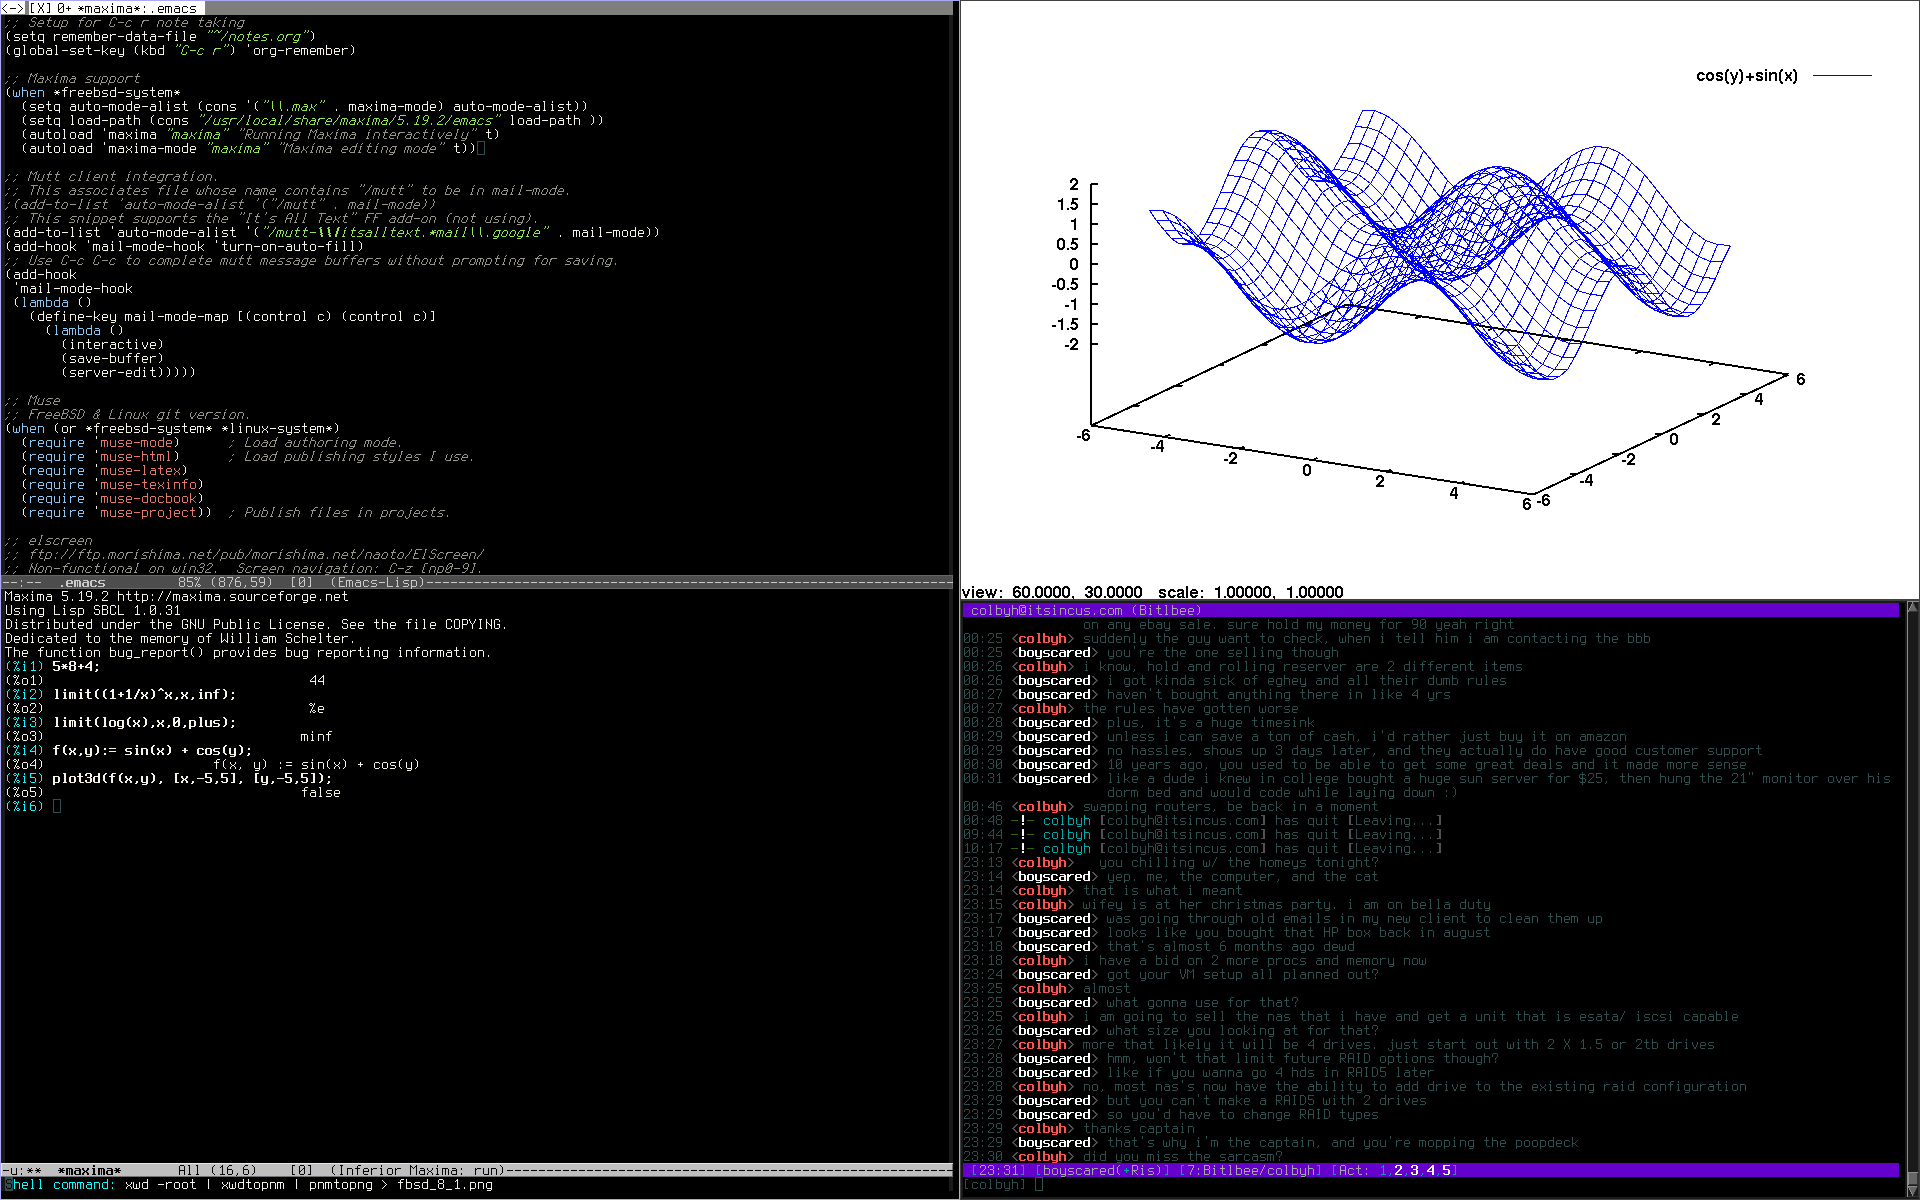 <-> [X] 0+ *maxima*:.emacs
;; Setup for C-c r note taking
(setq remember-data-file "~/notes.org")
(global-set-key (kbd "C-c r") 'org-remember)
;; Maxima support
(when *freebsd-system*
(setq auto-mode-alist (cons '("\\.max" . maxima-mode) auto-mode-alist))
(setq load-path (cons "/usr/local/share/maxima/5.19.2/emacs" load-path ))
(autoload 'maxima "maxima" "Running Maxima interactively" t)
(autoload 'maxima-mode "maxima" "Maxima editing mode" t))
;; Mutt client integration.
;; This associates file whose name contains "/mutt" to be in mail-mode.
;(add-to-list 'auto-mode-alist '("/mutt" . mail-mode))
;; This snippet supports the "It's All Text" FF add-on (not using).
(add-to-list 'auto-mode-alist '("/mutt-\\|itsalltext.*mail\\.google" . mail-mode))
(add-hook 'mail-mode-hook 'turn-on-auto-fill)
;; Use C-c C-c to complete mutt message buffers without prompting for saving.
(add-hook
'mail-mode-hook
(lambda ()
(define-key mail-mode-map [(control c) (control c)]
(lambda ()
(interactive)
(save-buffer)
(server-edit)))))
;; Muse
;; FreeBSD & Linux git version.
(when (or *freebsd-system* *linux-system*)
(require 'muse-mode) ; Load authoring mode.
(require 'muse-html) ; Load publishing styles I use.
(require 'muse-latex)
(require 'muse-texinfo)
(require 'muse-docbook)
(require 'muse-project)) ; Publish files in projects.
;; elscreen
;; ftp://ftp.morishima.net/pub/morishima.net/naoto/ElScreen/
;; Non-functional on win32. Screen navigation: C-z [np0-9].
--:-- .emacs 85% (876,59) [0] (Emacs-Lisp)
Maxima 5.19.2 http://maxima.sourceforge.net
Using Lisp SBCL 1.0.31
Distributed under the GNU Public License. See the file COPYING.
Dedicated to the memory of William Schelter.
The function bug_report() provides bug reporting information.
(%i1) 5*8+4;
(%o1) 44
(%i2) limit((1+1/x)^x,x,inf);
(%o2) %e
(%i3) limit(log(x),x,0,plus);
(%o3) minf
(%i4) f(x,y):= sin(x) + cos(y);
(%o4) f(x, y) := sin(x) + cos(y)
(%i5) plot3d(f(x,y), [x,-5,5], [y,-5,5]);
(%o5) false
(%i6)
-u:** *maxima* All (16,6) [0] (Inferior Maxima: run)
Shell command: xwd -root | xwdtopnm | pnmtopng > fbsd_8_1.png
cos(y)+sin(x)
2
1.5
1
0.5
0
-0.5
-1
-1.5
-2
-6
-4
-2
0
2
4
6
-6
-4
-2
0
2
4
6
view: 60.0000, 30.0000 scale: 1.00000, 1.00000
colbyh@itsincus.com (Bitlbee)
on any ebay sale. sure hold my money for 90 yeah right
00:25 <colbyh> suddenly the guy want to check, when i tell him i am contacting the bbb
00:25 <boyscared> you're the one selling though
00:26 <colbyh> i know, hold and rolling reserver are 2 different items
00:26 <boyscared> i got kinda sick of eghey and all their dumb rules
00:27 <boyscared> haven't bought anything there in like 4 yrs
00:27 <colbyh> the rules have gotten worse
00:28 <boyscared> plus, it's a huge timesink
00:29 <boyscared> unless i can save a ton of cash, i'd rather just buy it on amazon
00:29 <boyscared> no hassles, shows up 3 days later, and they actually do have good customer support
00:30 <boyscared> 10 years ago, you used to be able to get some great deals and it made more sense
00:31 <boyscared> like a dude i knew in college bought a huge sun server for $25, then hung the 21" monitor over his
dorm bed and would code while laying down :)
00:46 <colbyh> swapping routers, be back in a moment
00:48 -!- colbyh [colbyh@itsincus.com] has quit [Leaving...]
09:44 -!- colbyh [colbyh@itsincus.com] has quit [Leaving...]
10:17 -!- colbyh [colbyh@itsincus.com] has quit [Leaving...]
23:13 <colbyh> you chilling w/ the homeys tonight?
23:14 <boyscared> yep. me, the computer, and the cat
23:14 <colbyh> that is what i meant
23:15 <colbyh> wifey is at her christmas party. i am on bella duty
23:17 <boyscared> was going through old emails in my new client to clean them up
23:17 <boyscared> looks like you bought that HP box back in august
23:18 <boyscared> that's almost 6 months ago dewd
23:18 <colbyh> i have a bid on 2 more procs and memory now
23:24 <boyscared> got your VM setup all planned out?
23:25 <colbyh> almost
23:25 <boyscared> what gonna use for that?
23:25 <colbyh> i am going to sell the nas that i have and get a unit that is esata/ iscsi capable
23:26 <boyscared> what size you looking at for that?
23:27 <colbyh> more that likely it will be 4 drives. just start out with 2 X 1.5 or 2tb drives
23:28 <boyscared> hmm, won't that limit future RAID options though?
23:28 <boyscared> like if you wanna go 4 hds in RAID5 later
23:28 <colbyh> no, most nas's now have the ability to add drive to the existing raid configuration
23:29 <boyscared> but you can't make a RAID5 with 2 drives
23:29 <boyscared> so you'd have to change RAID types
23:29 <colbyh> thanks captain
23:29 <boyscared> that's why i'm the captain, and you're mopping the poopdeck
23:30 <colbyh> did you miss the sarcasm?
[23:31] [boyscared(+Ris)] [7:Bitlbee/colbyh] [Act: 1,2,3,4,5]
[colbyh]